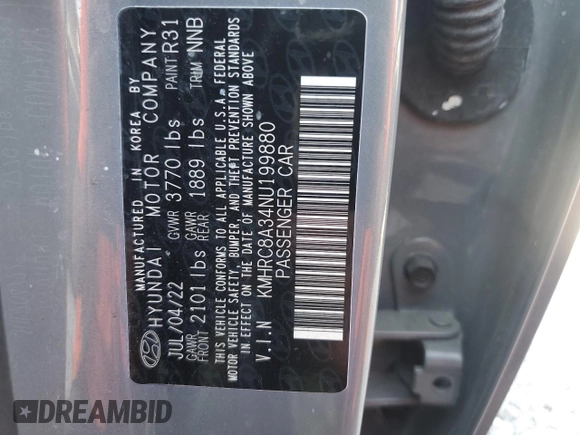 MANUFACTURED IN KOREA BY
HYUNDAI MOTOR COMPANY
JUL/04/22 GVWR 3770 lbs PAINT R31
GAWR FRONT 2101 lbs GAWR REAR 1889 lbs TRIM NNB
THIS VEHICLE CONFORMS TO ALL APPLICABLE U.S.A. FEDERAL
MOTOR VEHICLE SAFETY, BUMPER, AND THEFT PREVENTION STANDARDS
IN EFFECT ON THE DATE OF MANUFACTURE SHOWN ABOVE
V.I.N KMHRC8A34NU199880
PASSENGER CAR
DREAMBID